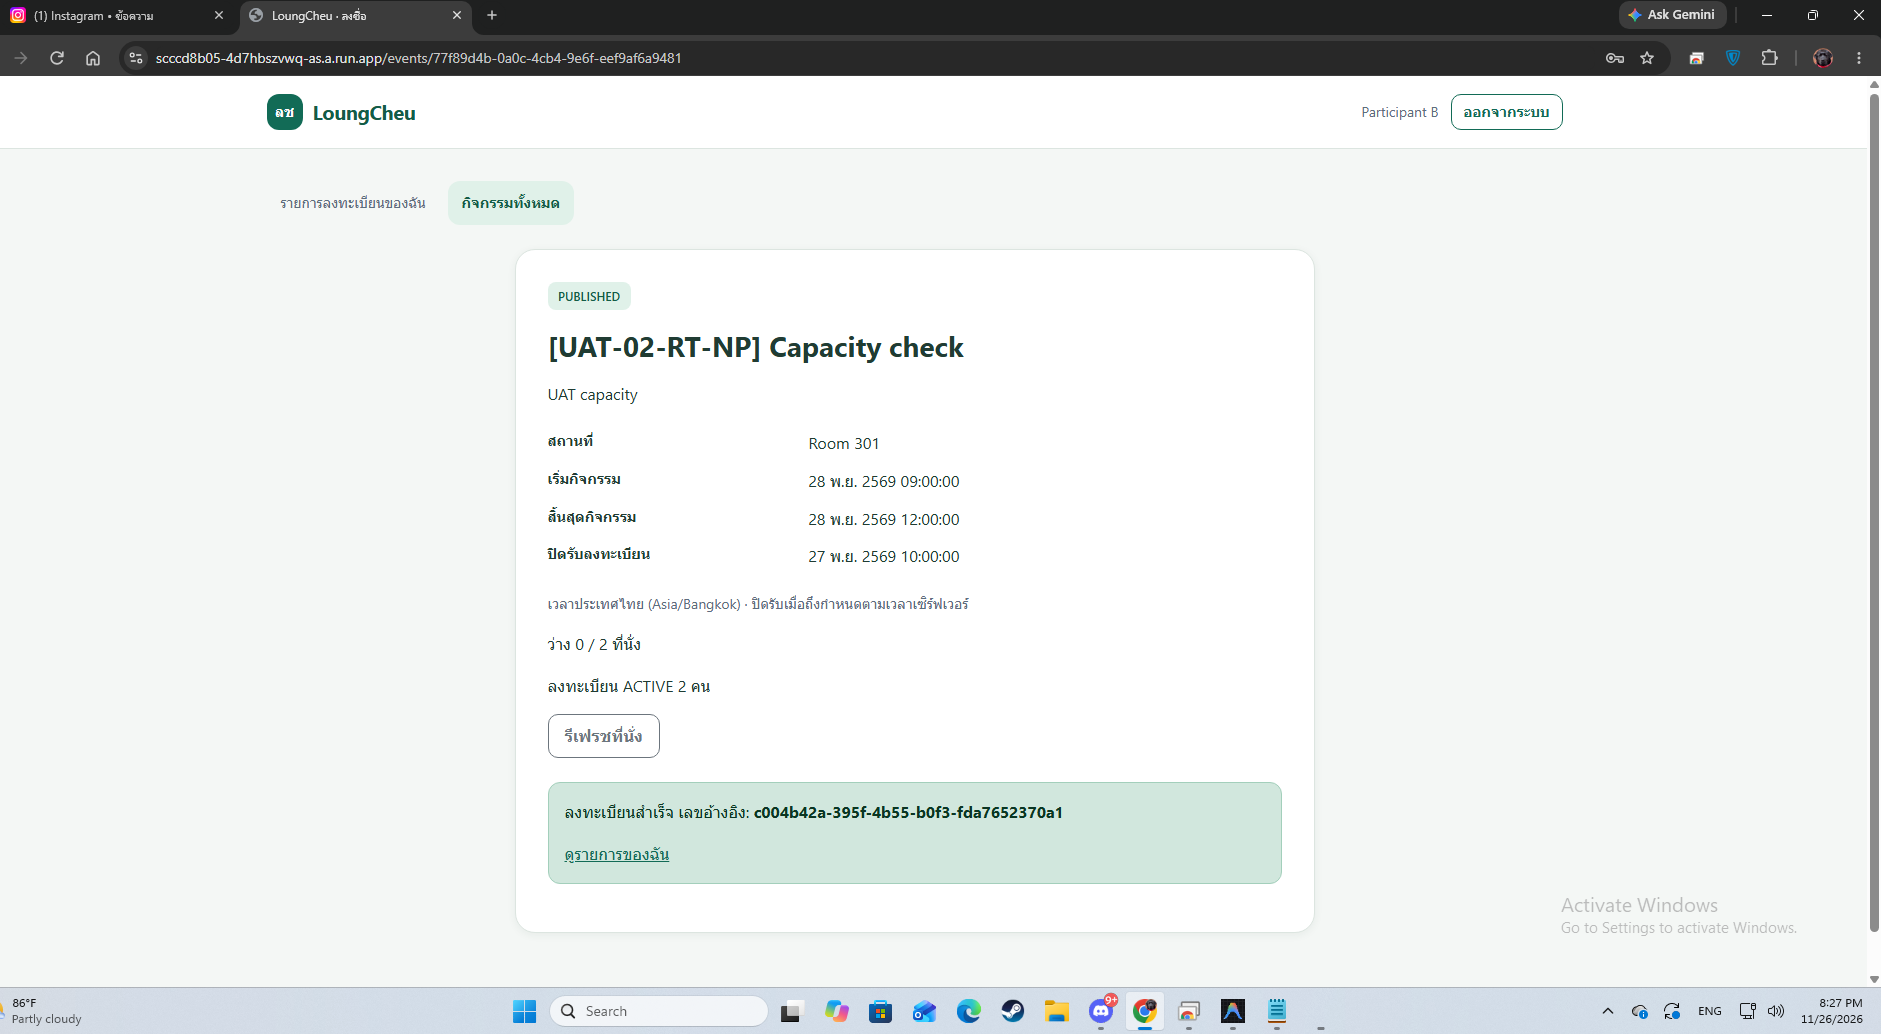 (1) Instagram • ข้อความ
LoungCheu · ลงชื่อ
Ask Gemini
scccd8b05-4d7hbszvwq-as.a.run.app/events/77f89d4b-0a0c-4cb4-9e6f-eef9af6a9481
ลช
LoungCheu
Participant B
ออกจากระบบ
รายการลงทะเบียนของฉัน
กิจกรรมทั้งหมด
PUBLISHED
[UAT-02-RT-NP] Capacity check
UAT capacity
สถานที่ Room 301
เริ่มกิจกรรม 28 พ.ย. 2569 09:00:00
สิ้นสุดกิจกรรม 28 พ.ย. 2569 12:00:00
ปิดรับลงทะเบียน 27 พ.ย. 2569 10:00:00
เวลาประเทศไทย (Asia/Bangkok) · ปิดรับเมื่อถึงกำหนดตามเวลาเซิร์ฟเวอร์
ว่าง 0 / 2 ที่นั่ง
ลงทะเบียน ACTIVE 2 คน
รีเฟรชที่นั่ง
ลงทะเบียนสำเร็จ เลขอ้างอิง: c004b42a-395f-4b55-b0f3-fda7652370a1
ดูรายการของฉัน
Activate Windows
Go to Settings to activate Windows.
86°F
Partly cloudy
Search
9+
ENG
8:27 PM
11/26/2026